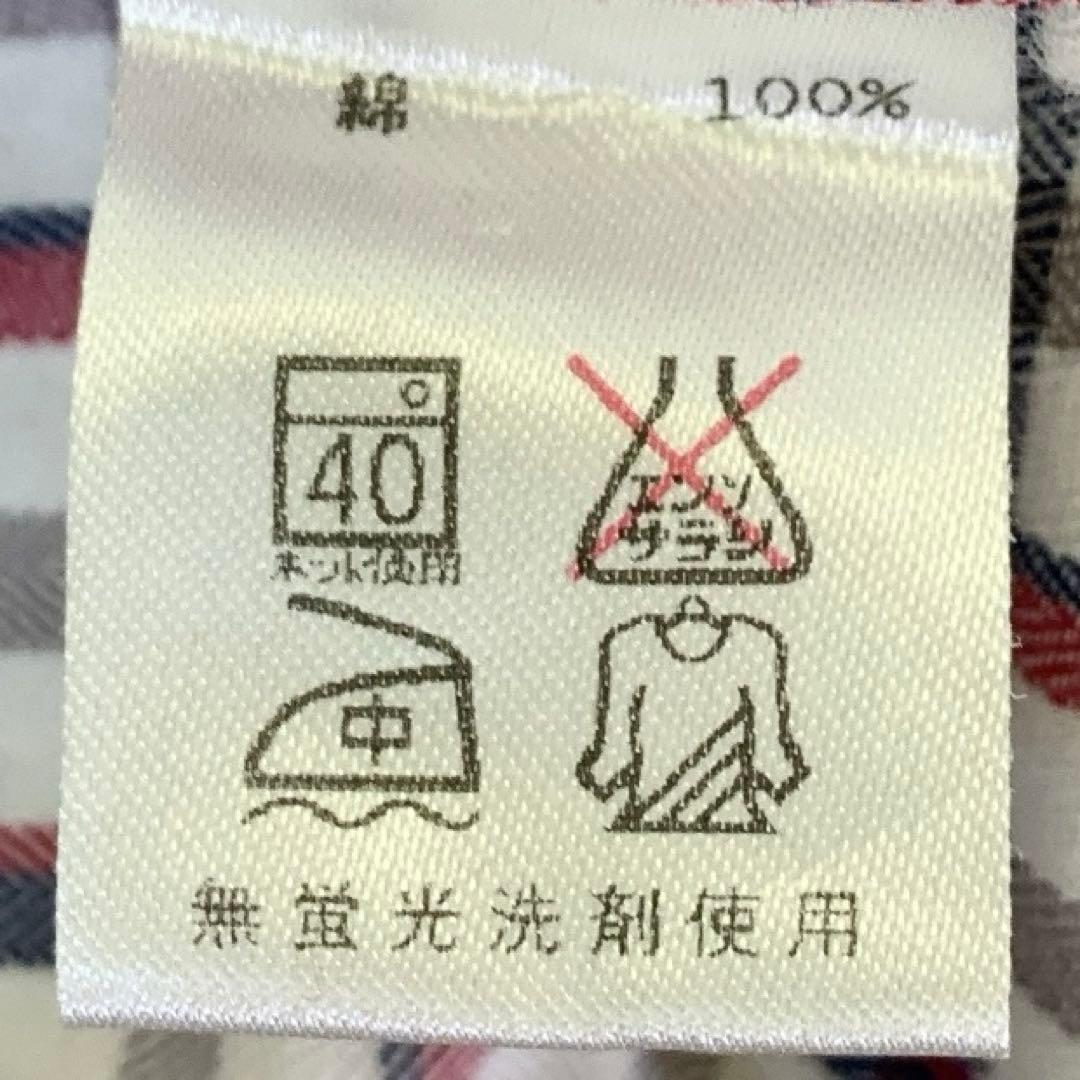 綿 100%
40
ネット使用
エンソ
サラシ
中
無蛍光洗剤使用